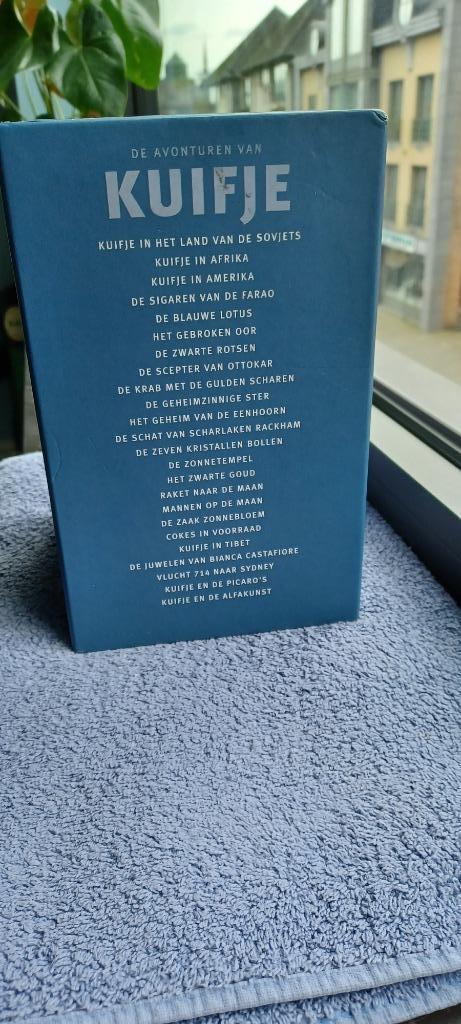 DE AVONTUREN VAN
KUIFJE
KUIFJE IN HET LAND VAN DE SOVJETS
KUIFJE IN AFRIKA
KUIFJE IN AMERIKA
DE SIGAREN VAN DE FARAO
DE BLAUWE LOTUS
HET GEBROKEN OOR
DE ZWARTE ROTSEN
DE SCEPTER VAN OTTOKAR
DE KRAB MET DE GULDEN SCHAREN
DE GEHEIMZINNIGE STER
HET GEHEIM VAN DE EENHOORN
DE SCHAT VAN SCHARLAKEN RACKHAM
DE ZEVEN KRISTALLEN BOLLEN
DE ZONNETEMPEL
HET ZWARTE GOUD
RAKET NAAR DE MAAN
MANNEN OP DE MAAN
DE ZAAK ZONNEBLOEM
COKES IN VOORRAAD
KUIFJE IN TIBET
DE JUWELEN VAN BIANCA CASTAFIORE
VLUCHT 714 NAAR SYDNEY
KUIFJE EN DE PICARO'S
KUIFJE EN DE ALFAKUNST